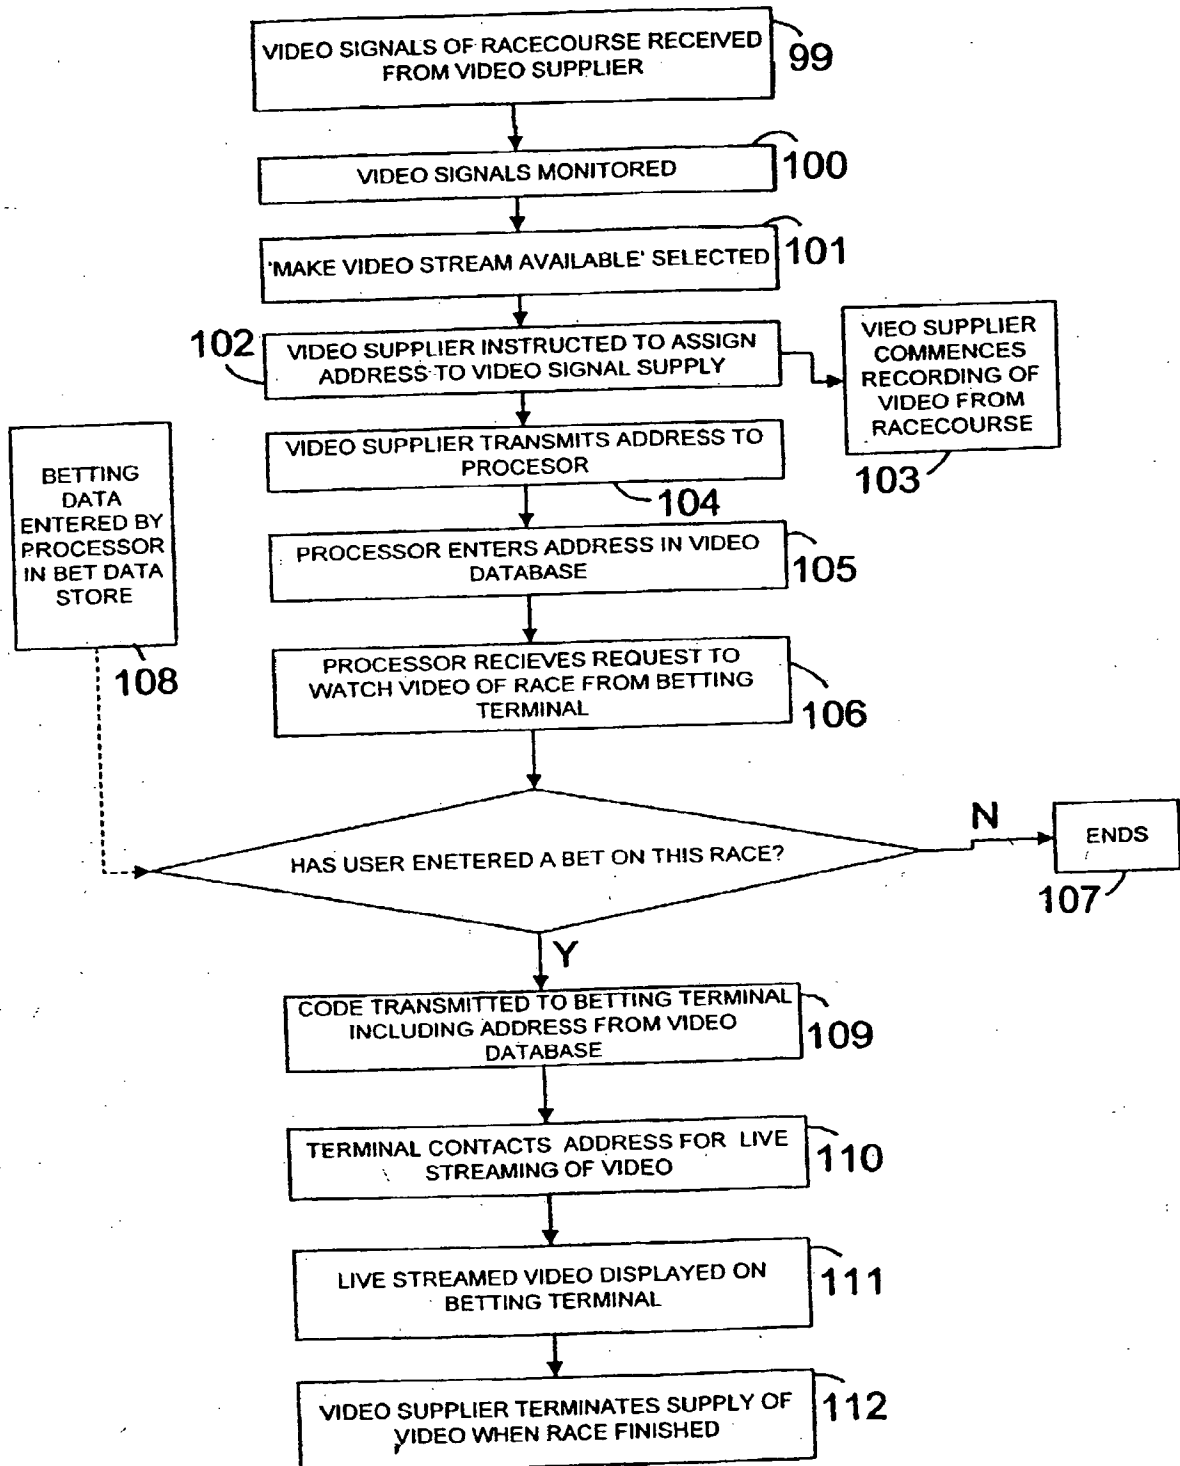 VIDEO SIGNALS OF RACECOURSE RECEIVED
FROM VIDEO SUPPLIER
99
VIDEO SIGNALS MONITORED
100
'MAKE VIDEO STREAM AVAILABLE' SELECTED
101
102
VIDEO SUPPLIER INSTRUCTED TO ASSIGN
ADDRESS TO VIDEO SIGNAL SUPPLY
VIEO SUPPLIER
COMMENCES
RECORDING OF
VIDEO FROM
RACECOURSE
103
VIDEO SUPPLIER TRANSMITS ADDRESS TO
PROCESOR
104
BETTING
DATA
ENTERED BY
PROCESSOR
IN BET DATA
STORE
108
PROCESSOR ENTERS ADDRESS IN VIDEO
DATABASE
105
PROCESSOR RECIEVES REQUEST TO
WATCH VIDEO OF RACE FROM BETTING
TERMINAL
106
HAS USER ENETERED A BET ON THIS RACE?
N
ENDS
107
Y
CODE TRANSMITTED TO BETTING TERMINAL
INCLUDING ADDRESS FROM VIDEO
DATABASE
109
TERMINAL CONTACTS ADDRESS FOR LIVE
STREAMING OF VIDEO
110
LIVE STREAMED VIDEO DISPLAYED ON
BETTING TERMINAL
111
VIDEO SUPPLIER TERMINATES SUPPLY OF
VIDEO WHEN RACE FINISHED
112